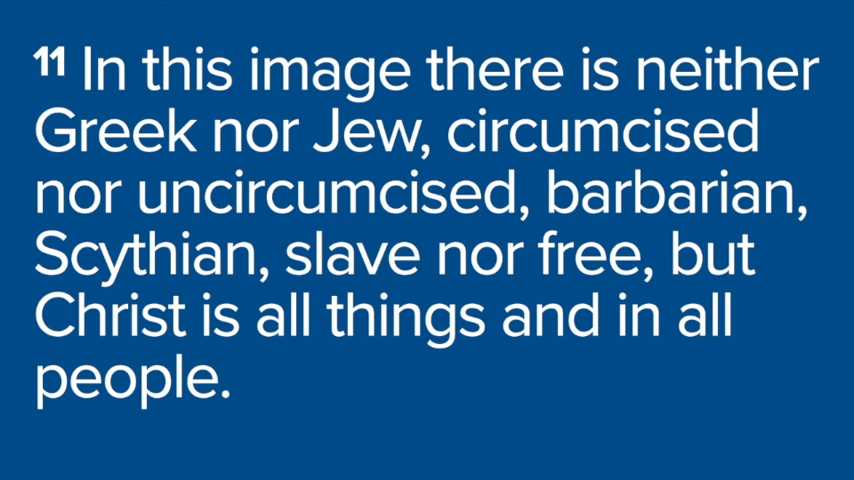 11 In this image there is neither
Greek nor Jew, circumcised
nor uncircumcised, barbarian,
Scythian, slave nor free, but
Christ is all things and in all
people.